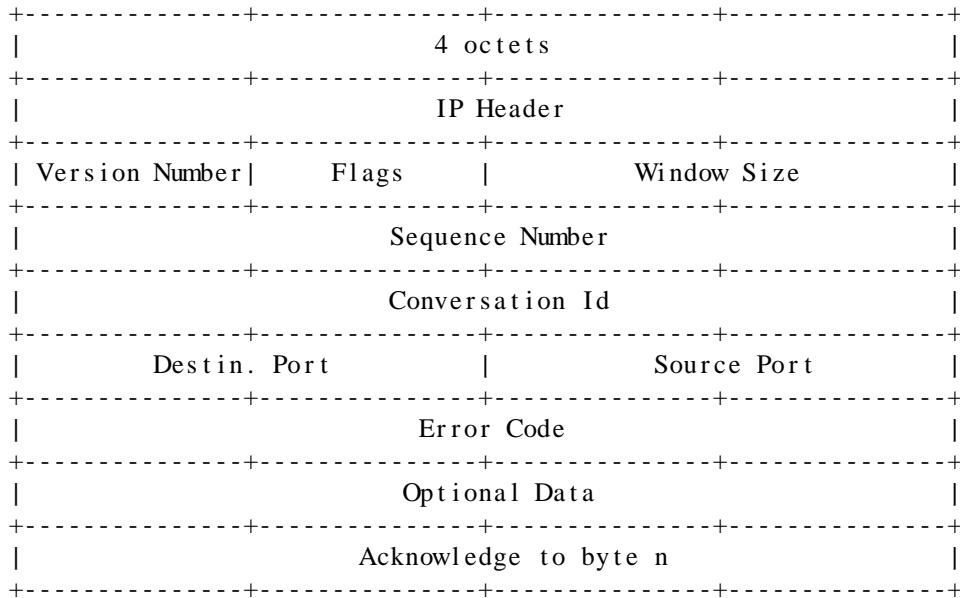 +---------------+---------------+---------------+---------------+
| 4 octets |
+---------------+---------------+---------------+---------------+
| IP Header |
+---------------+---------------+---------------+---------------+
| Version Number| Flags | Window Size |
+---------------+---------------+---------------+---------------+
| Sequence Number |
+---------------+---------------+---------------+---------------+
| Conversation Id |
+---------------+---------------+---------------+---------------+
| Destin. Port | Source Port |
+---------------+---------------+---------------+---------------+
| Error Code |
+---------------+---------------+---------------+---------------+
| Optional Data |
+---------------+---------------+---------------+---------------+
| Acknowledge to byte n |
+---------------+---------------+---------------+---------------+